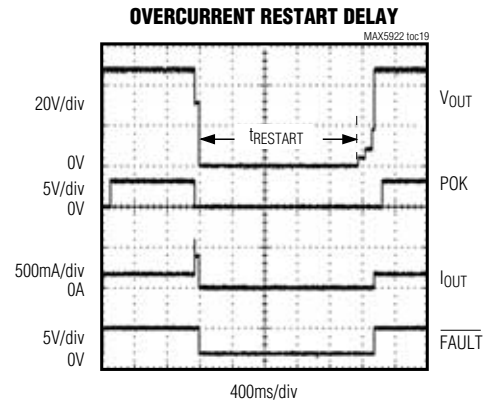 OVERCURRENT RESTART DELAY
MAX5922 toc19
20V/div
VOUT
tRESTART
0V
5V/div
POK
0V
500mA/div
IOUT
0A
5V/div
FAULT
0V
400ms/div